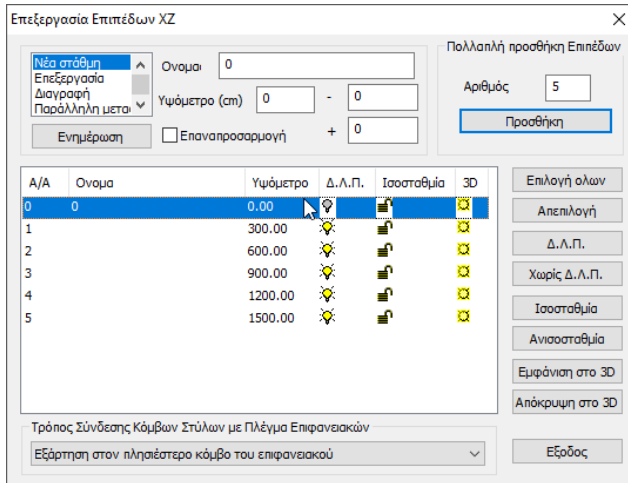 Επεξεργασία Επιπέδων XZ
Πολλαπλή προσθήκη Επιπέδων
Νέα στάθμη
Επεξεργασία
Διαγραφή
Παράλληλη μετα
Ονομα 0
Υψόμετρο (cm) 0 - 0
Ενημέρωση
Επαναπροσαρμογή + 0
Αριθμός 5
Προσθήκη
Α/Α Ονομα Υψόμετρο Δ.Λ.Π. Ισοσταθμία 3D
0 0 0.00
1 300.00
2 600.00
3 900.00
4 1200.00
5 1500.00
Επιλογή ολων
Απεπιλογή
Δ.Λ.Π.
Χωρίς Δ.Λ.Π.
Ισοσταθμία
Ανισοσταθμία
Εμφάνιση στο 3D
Απόκρυψη στο 3D
Τρόπος Σύνδεσης Κόμβων Στύλων με Πλέγμα Επιφανειακών
Εξάρτηση στον πλησιέστερο κόμβο του επιφανειακού
Εξοδος